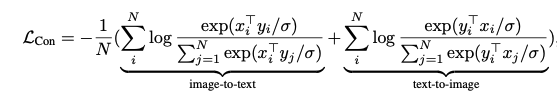 $$\mathcal{L}_{\text{Con}} = -\frac{1}{N}(\underbrace{\sum_{i}^{N} \log \frac{\exp(x_i^\top y_i/\sigma)}{\sum_{j=1}^{N} \exp(x_i^\top y_j/\sigma)}}_{\text{image-to-text}} + \underbrace{\sum_{i}^{N} \log \frac{\exp(y_i^\top x_i/\sigma)}{\sum_{j=1}^{N} \exp(y_i^\top x_j/\sigma)}}_{\text{text-to-image}}).$$